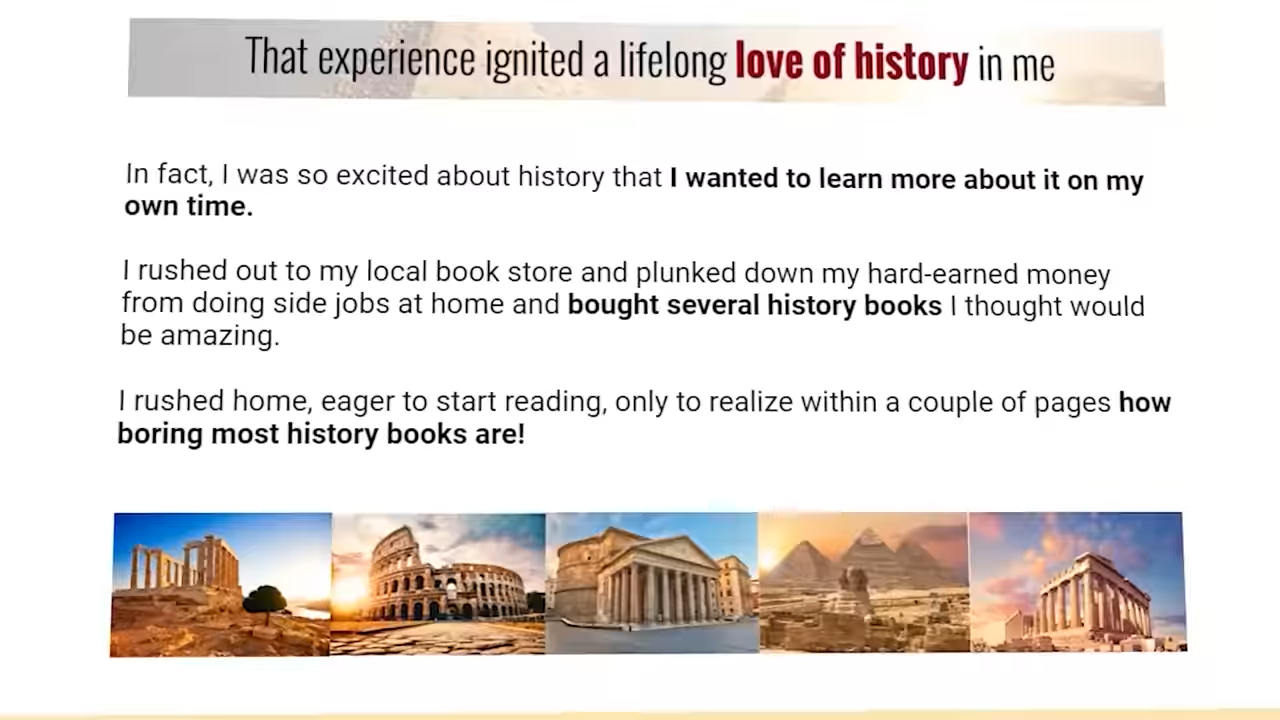 That experience ignited a lifelong love of history in me
In fact, I was so excited about history that I wanted to learn more about it on my
own time.
I rushed out to my local book store and plunked down my hard-earned money
from doing side jobs at home and bought several history books I thought would
be amazing.
I rushed home, eager to start reading, only to realize within a couple of pages how
boring most history books are!